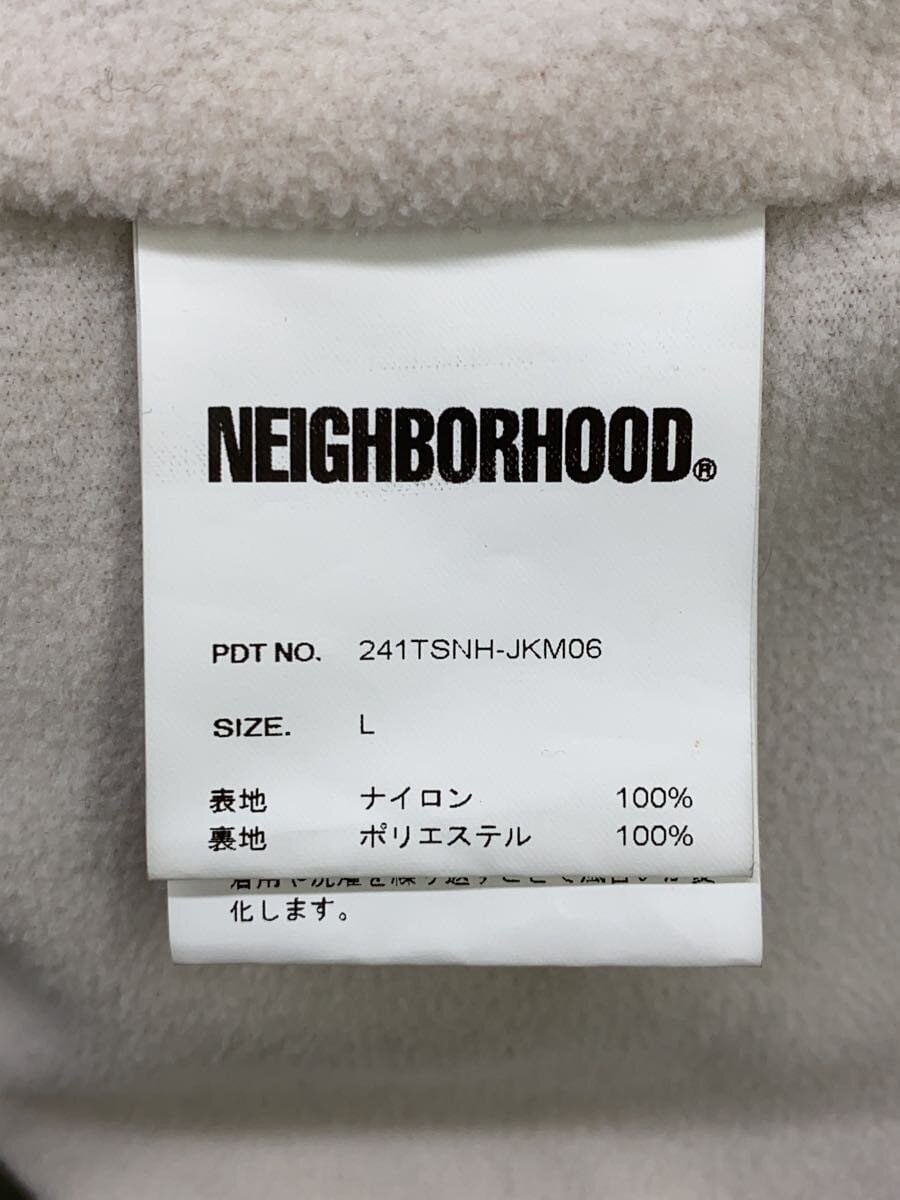 NEIGHBORHOOD®
PDT NO. 241TSNH-JKM06
SIZE. L
表地 ナイロン 100%
裏地 ポリエステル 100%
化します。